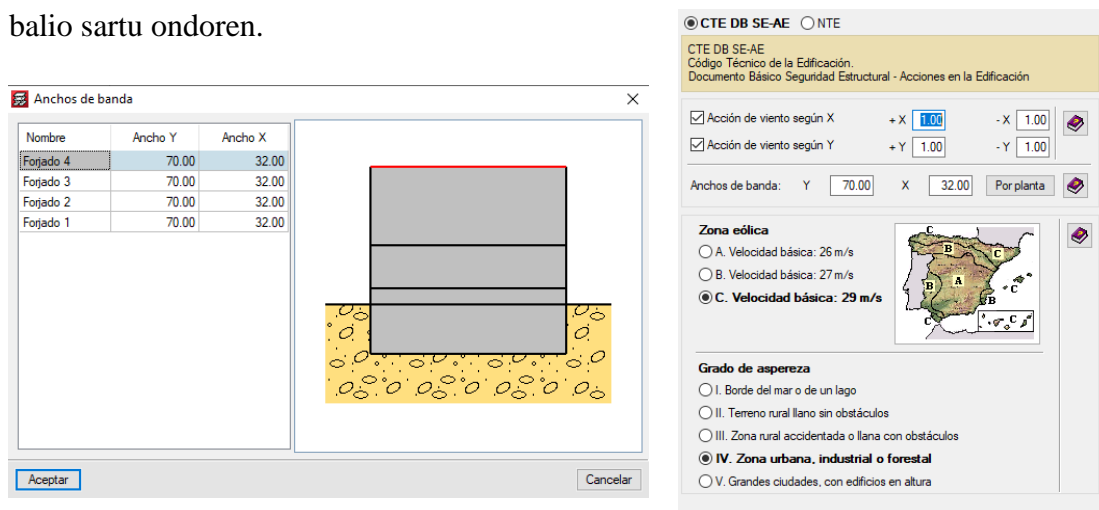 balio sartu ondoren.
Anchos de banda
Nombre Ancho Y Ancho X
Forjado 4 70.00 32.00
Forjado 3 70.00 32.00
Forjado 2 70.00 32.00
Forjado 1 70.00 32.00
Aceptar Cancelar
CTE DB SE-AE NTE
CTE DB SE-AE
Código Técnico de la Edificación.
Documento Básico Seguridad Estructural - Acciones en la Edificación
Acción de viento según X + X 1.00 - X 1.00
Acción de viento según Y + Y 1.00 - Y 1.00
Anchos de banda: Y 70.00 X 32.00 Por planta
Zona eólica
A. Velocidad básica: 26 m/s
B. Velocidad básica: 27 m/s
C. Velocidad básica: 29 m/s
C
B
C
B
A
C
B
C
C
C
Grado de aspereza
I. Borde del mar o de un lago
II. Terreno rural llano sin obstáculos
III. Zona rural accidentada o llana con obstáculos
IV. Zona urbana, industrial o forestal
V. Grandes ciudades, con edificios en altura